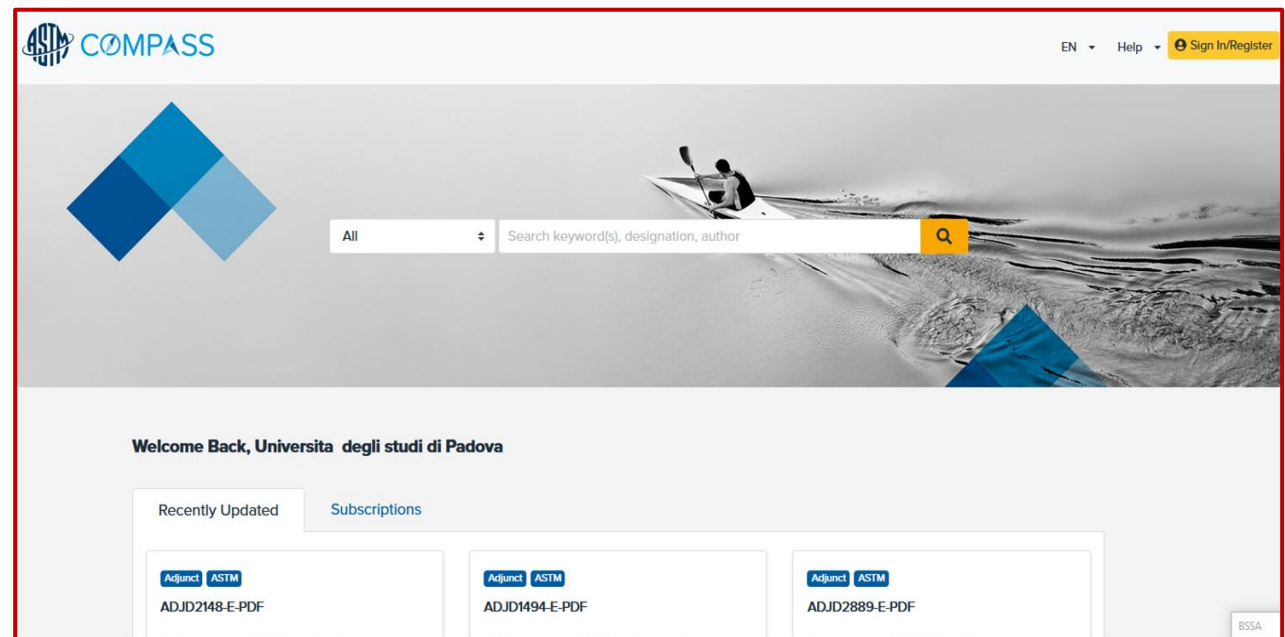 ASTM COMPASS
EN Help Sign In/Register
All Search keyword(s), designation, author
Welcome Back, Universita degli studi di Padova
Recently Updated Subscriptions
Adjunct ASTM Adjunct ASTM Adjunct ASTM
ADJD2148-E-PDF ADJD1494-E-PDF ADJD2889-E-PDF
BSSA